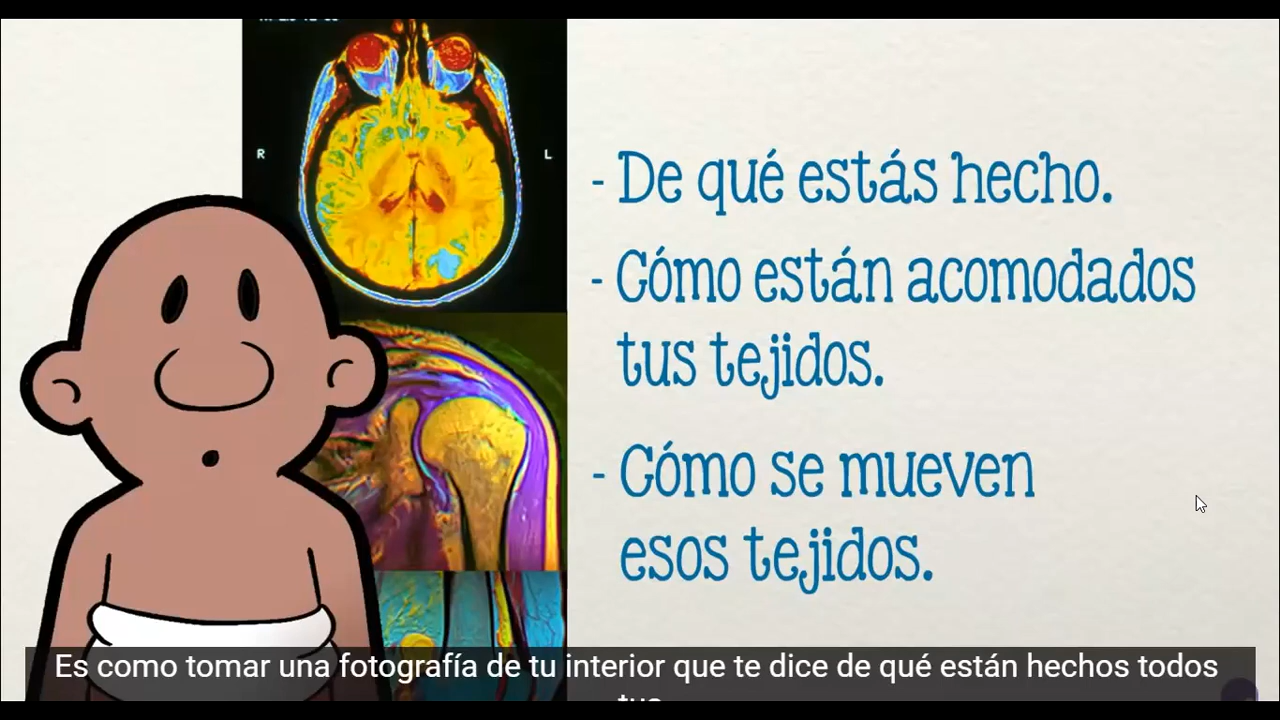 R
L
- De qué estás hecho.
- Cómo están acomodados
tus tejidos.
- Cómo se mueven
esos tejidos.
Es como tomar una fotografía de tu interior que te dice de qué están hechos todos
tus